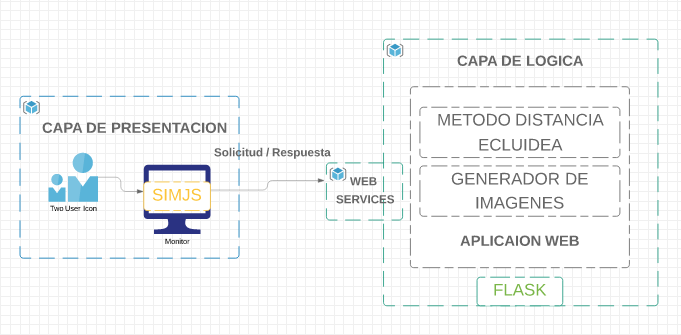 CAPA DE LOGICA
METODO DISTANCIA
ECLUIDEA
GENERADOR DE
IMAGENES
APLICAION WEB
FLASK
CAPA DE PRESENTACION
Solicitud / Respuesta
WEB
SERVICES
SIMJS
Two User Icon
Monitor